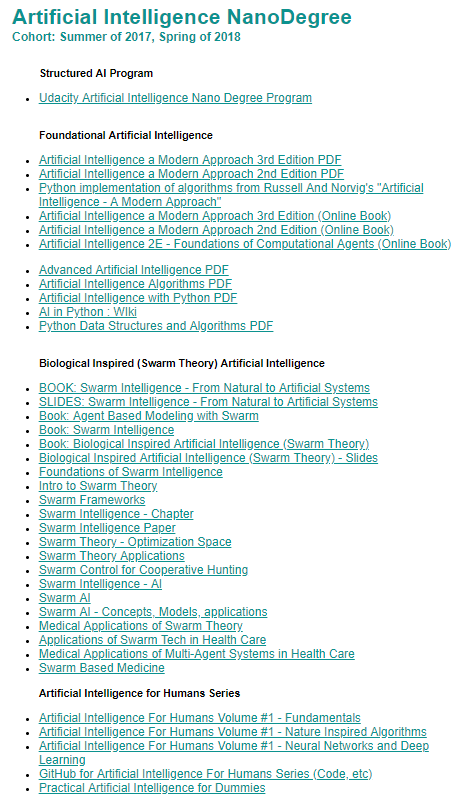 Artificial Intelligence NanoDegree
Cohort: Summer of 2017, Spring of 2018
Structured AI Program
Udacity Artificial Intelligence Nano Degree Program
Foundational Artificial Intelligence
Artificial Intelligence a Modern Approach 3rd Edition PDF
Artificial Intelligence a Modern Approach 2nd Edition PDF
Python implementation of algorithms from Russell And Norvig's "Artificial
Intelligence - A Modern Approach"
Artificial Intelligence a Modern Approach 3rd Edition (Online Book)
Artificial Intelligence a Modern Approach 2nd Edition (Online Book)
Artificial Intelligence 2E - Foundations of Computational Agents (Online Book)
Advanced Artificial Intelligence PDF
Artificial Intelligence Algorithms PDF
Artificial Intelligence with Python PDF
AI in Python : WIki
Python Data Structures and Algorithms PDF
Biological Inspired (Swarm Theory) Artificial Intelligence
BOOK: Swarm Intelligence - From Natural to Artificial Systems
SLIDES: Swarm Intelligence - From Natural to Artificial Systems
Book: Agent Based Modeling with Swarm
Book: Swarm Intelligence
Book: Biological Inspired Artificial Intelligence (Swarm Theory)
Biological Inspired Artificial Intelligence (Swarm Theory) - Slides
Foundations of Swarm Intelligence
Intro to Swarm Theory
Swarm Frameworks
Swarm Intelligence - Chapter
Swarm Intelligence Paper
Swarm Theory - Optimization Space
Swarm Theory Applications
Swarm Control for Cooperative Hunting
Swarm Intelligence - AI
Swarm AI
Swarm AI - Concepts, Models, applications
Medical Applications of Swarm Theory
Applications of Swarm Tech in Health Care
Medical Applications of Multi-Agent Systems in Health Care
Swarm Based Medicine
Artificial Intelligence for Humans Series
Artificial Intelligence For Humans Volume #1 - Fundamentals
Artificial Intelligence For Humans Volume #1 - Nature Inspired Algorithms
Artificial Intelligence For Humans Volume #1 - Neural Networks and Deep
Learning
GitHub for Artificial Intelligence For Humans Series (Code, etc)
Practical Artificial Intelligence for Dummies